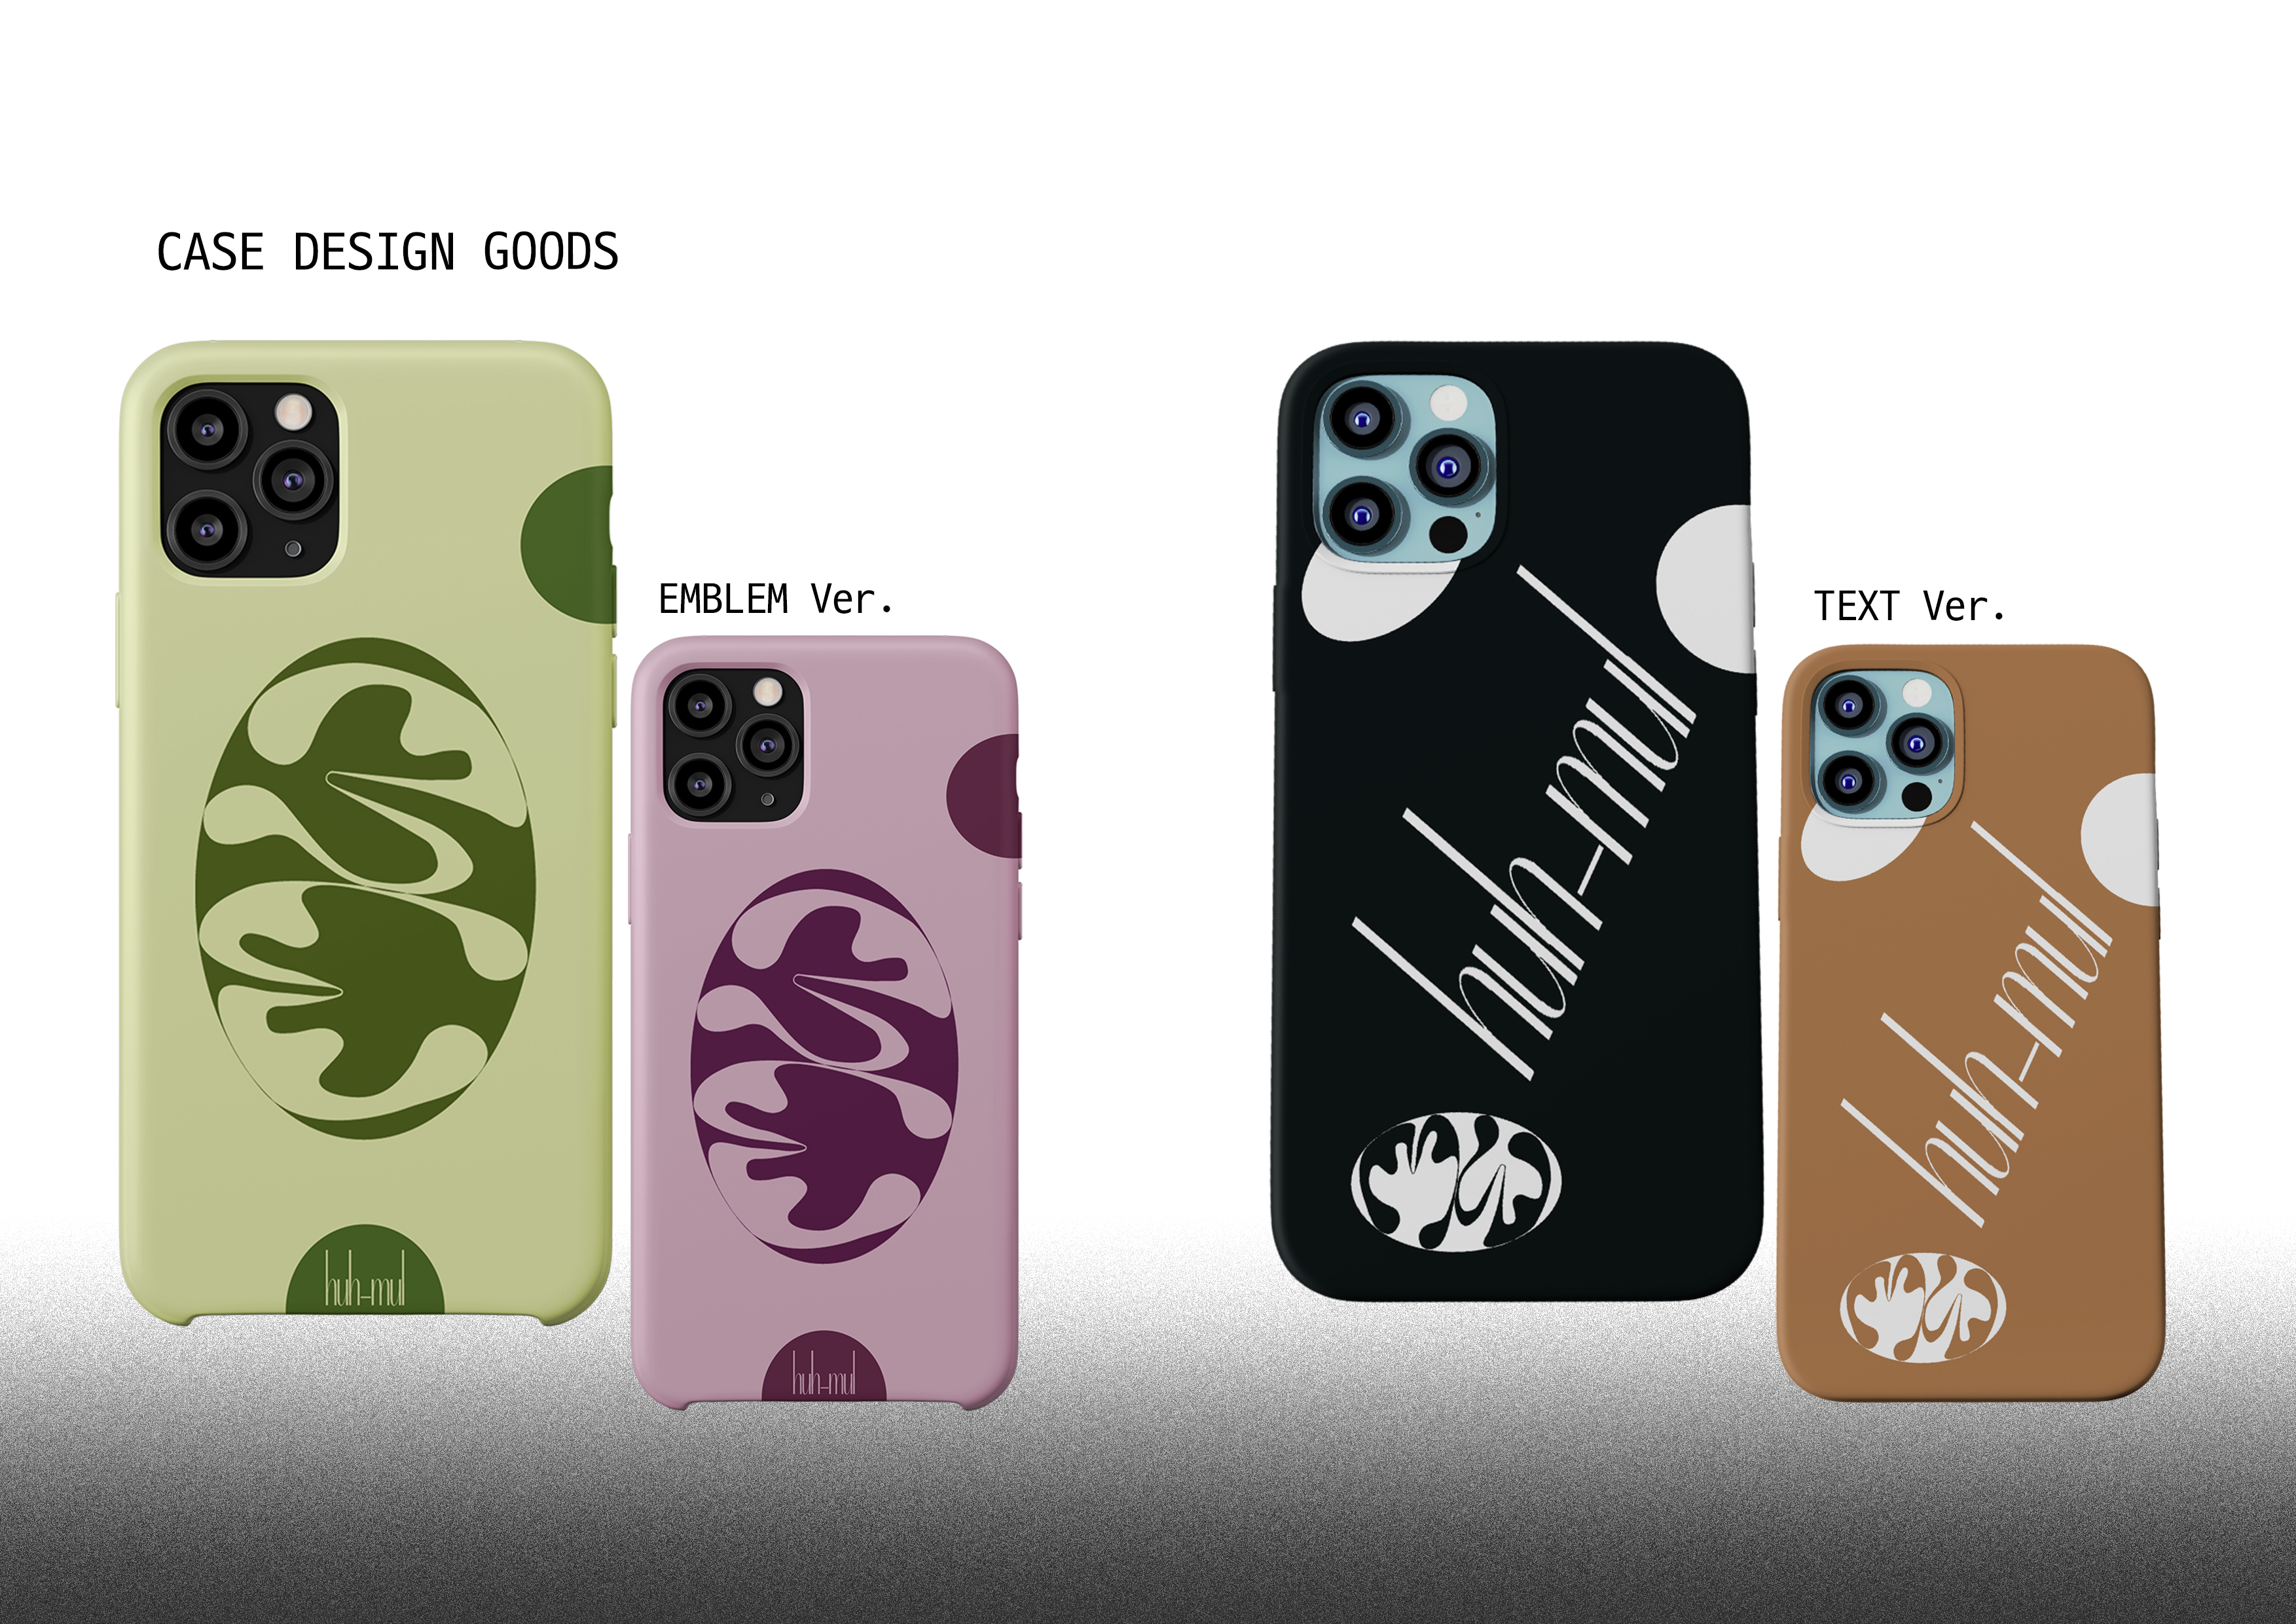 CASE DESIGN GOODS
EMBLEM Ver.
huh-mul
huh-mul
TEXT Ver.
huh-mul
huh-mul